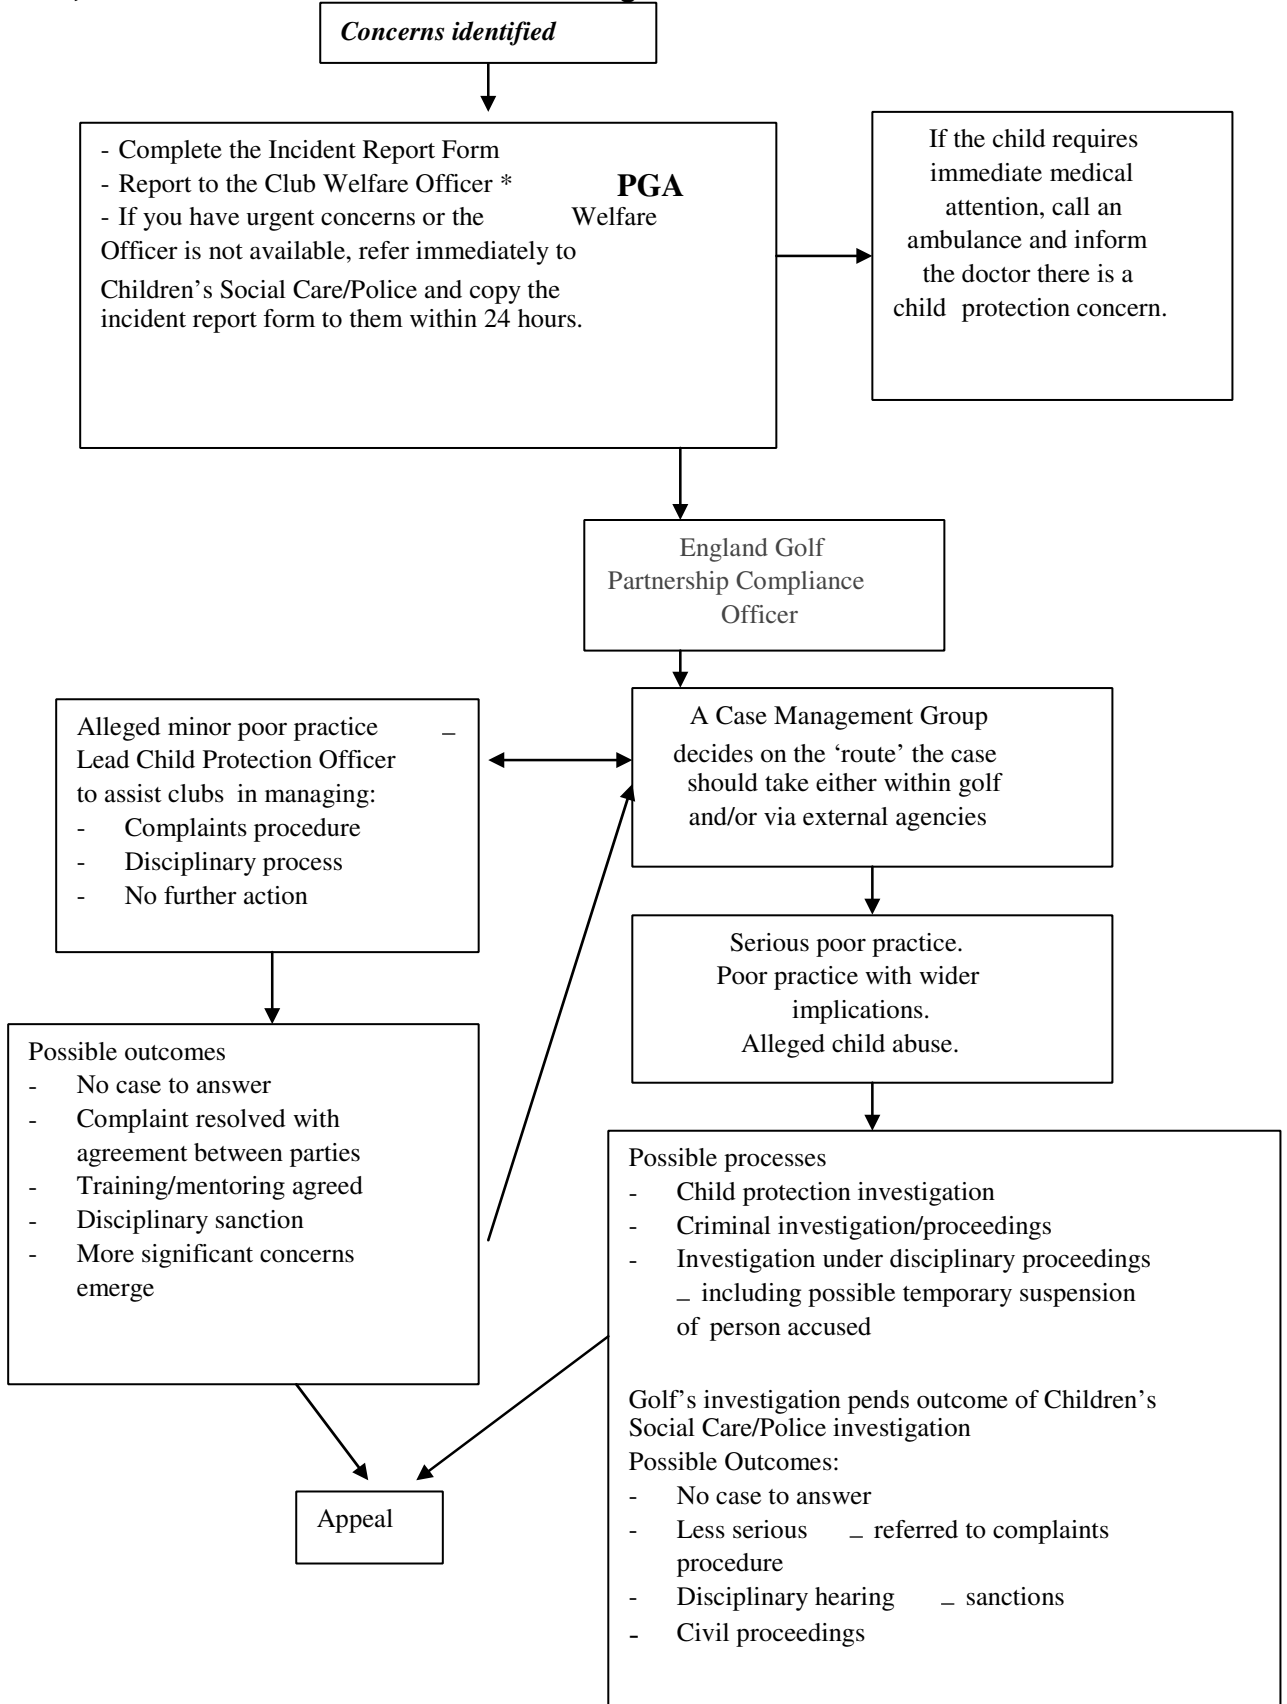 Concerns identified
- Complete the Incident Report Form
- Report to the Club Welfare Officer * PGA
- If you have urgent concerns or the Welfare
Officer is not available, refer immediately to
Children's Social Care/Police and copy the
incident report form to them within 24 hours.
If the child requires
immediate medical
attention, call an
ambulance and inform
the doctor there is a
child protection concern.
England Golf
Partnership Compliance
Officer
Alleged minor poor practice –
Lead Child Protection Officer
to assist clubs in managing:
- Complaints procedure
- Disciplinary process
- No further action
A Case Management Group
decides on the ‘route’ the case
should take either within golf
and/or via external agencies
Serious poor practice.
Poor practice with wider
implications.
Alleged child abuse.
Possible outcomes
- No case to answer
- Complaint resolved with
agreement between parties
- Training/mentoring agreed
- Disciplinary sanction
- More significant concerns
emerge
Possible processes
- Child protection investigation
- Criminal investigation/proceedings
- Investigation under disciplinary proceedings
– including possible temporary suspension
of person accused
Golf's investigation pends outcome of Children's
Social Care/Police investigation
Possible Outcomes:
- No case to answer
- Less serious – referred to complaints
procedure
- Disciplinary hearing – sanctions
- Civil proceedings
Appeal